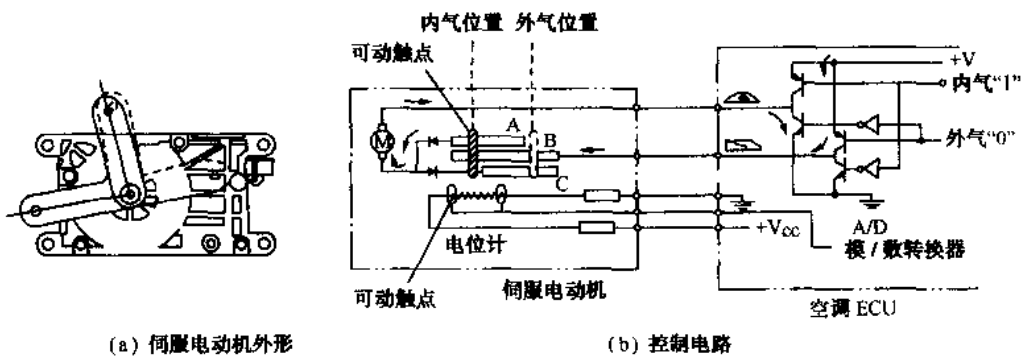 内气位置 外气位置
可动触点
M
A
B
C
电位计
可动触点
伺服电动机
+V
内气“1”
外气“0”
A/D
+VCC
模/数转换器
空调 ECU
(a) 伺服电动机外形
(b) 控制电路